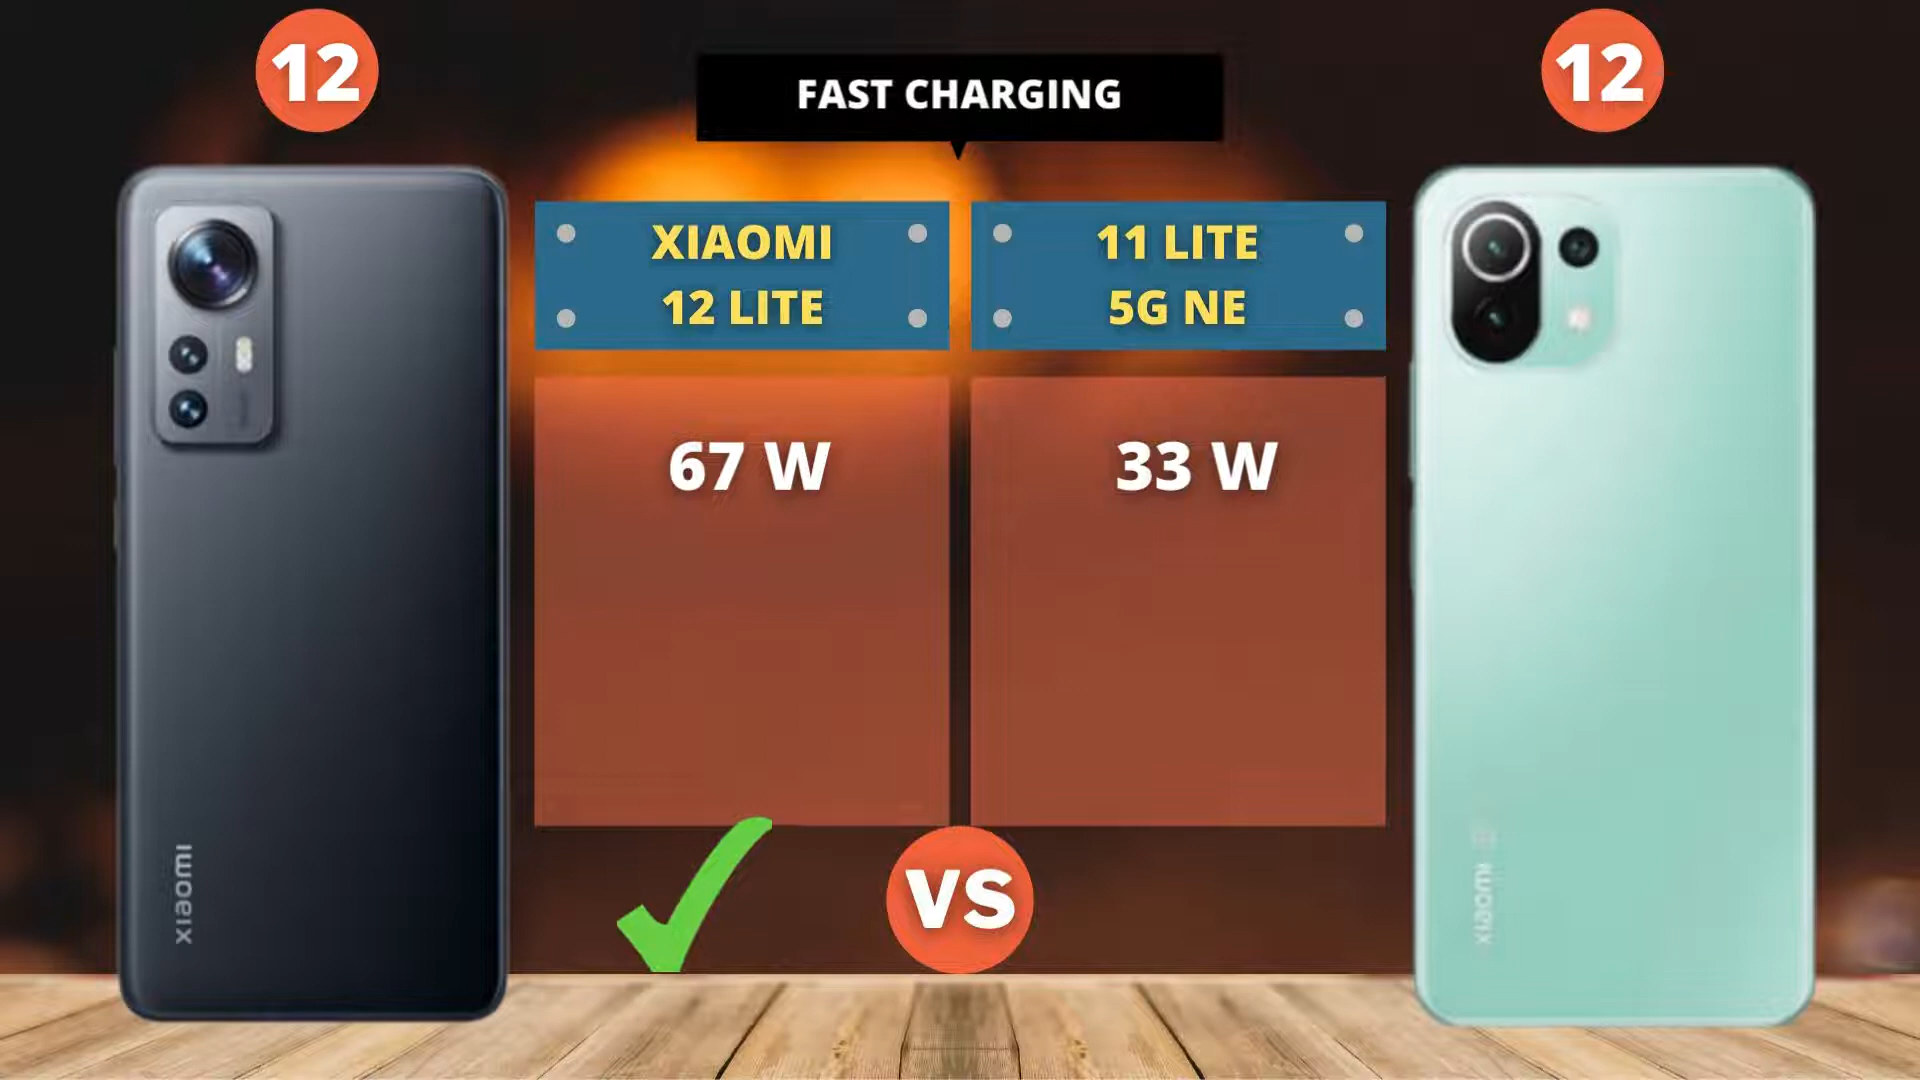 12
FAST CHARGING
12
XIAOMI
12 LITE
11 LITE
5G NE
67 W
33 W
VS
xiaomi
xiaomi